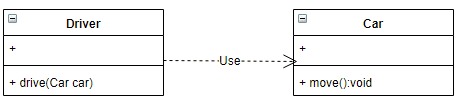 Driver
+
+ drive(Car car)
Use
Car
+
+ move():void